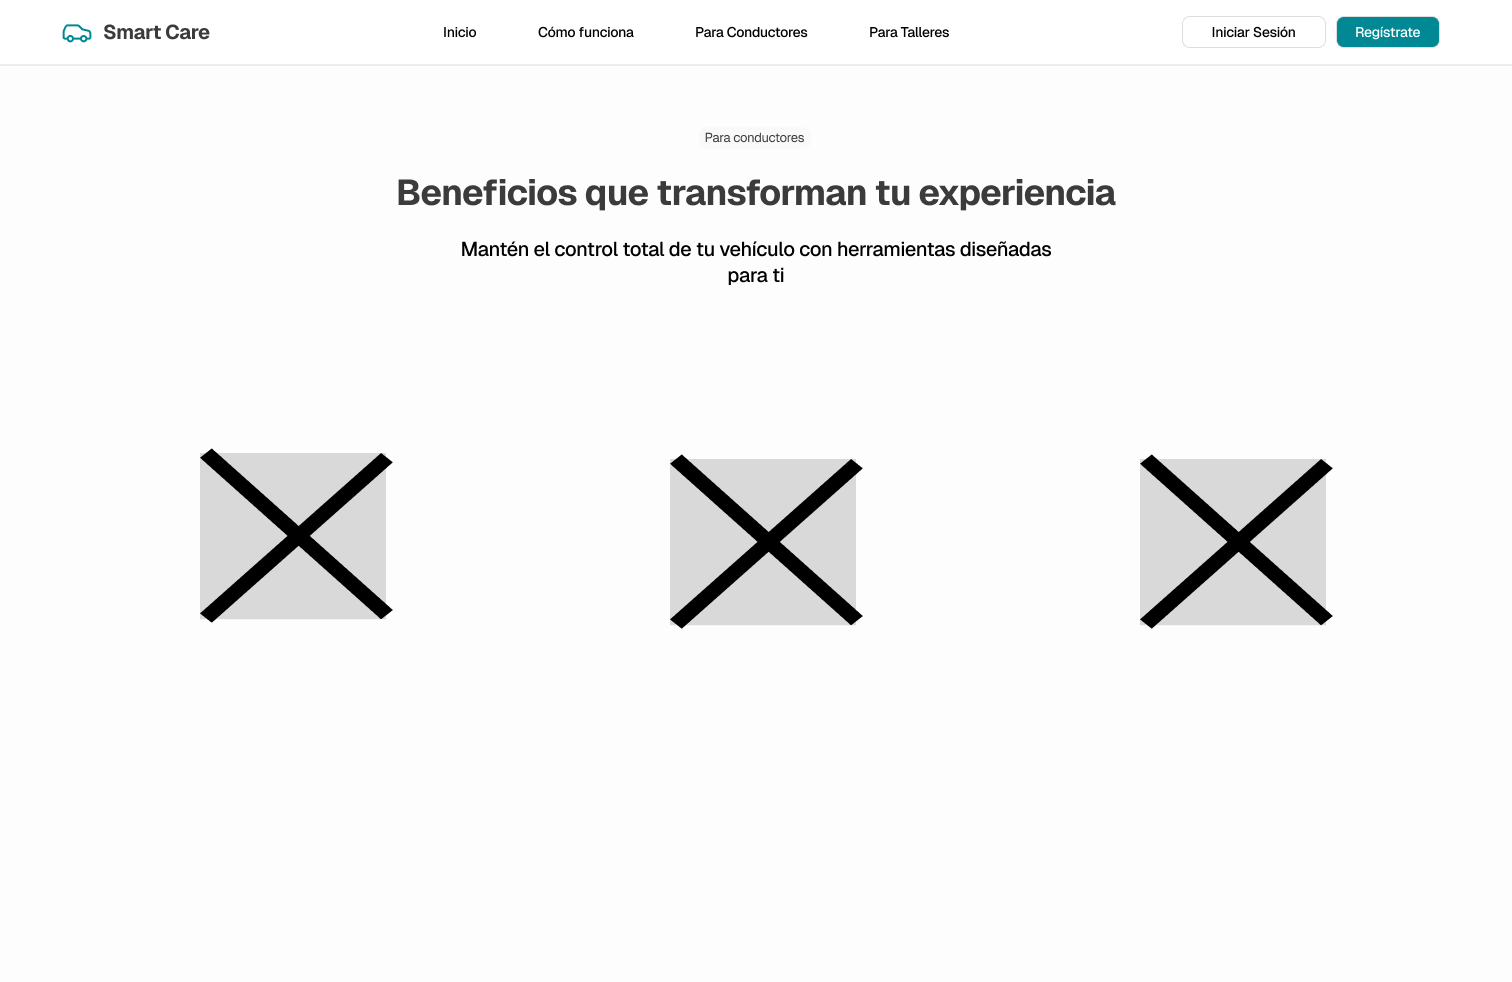 Smart Care
Inicio
Cómo funciona
Para Conductores
Para Talleres
Iniciar Sesión
Regístrate
Para conductores
Beneficios que transforman tu experiencia
Mantén el control total de tu vehículo con herramientas diseñadas
para ti